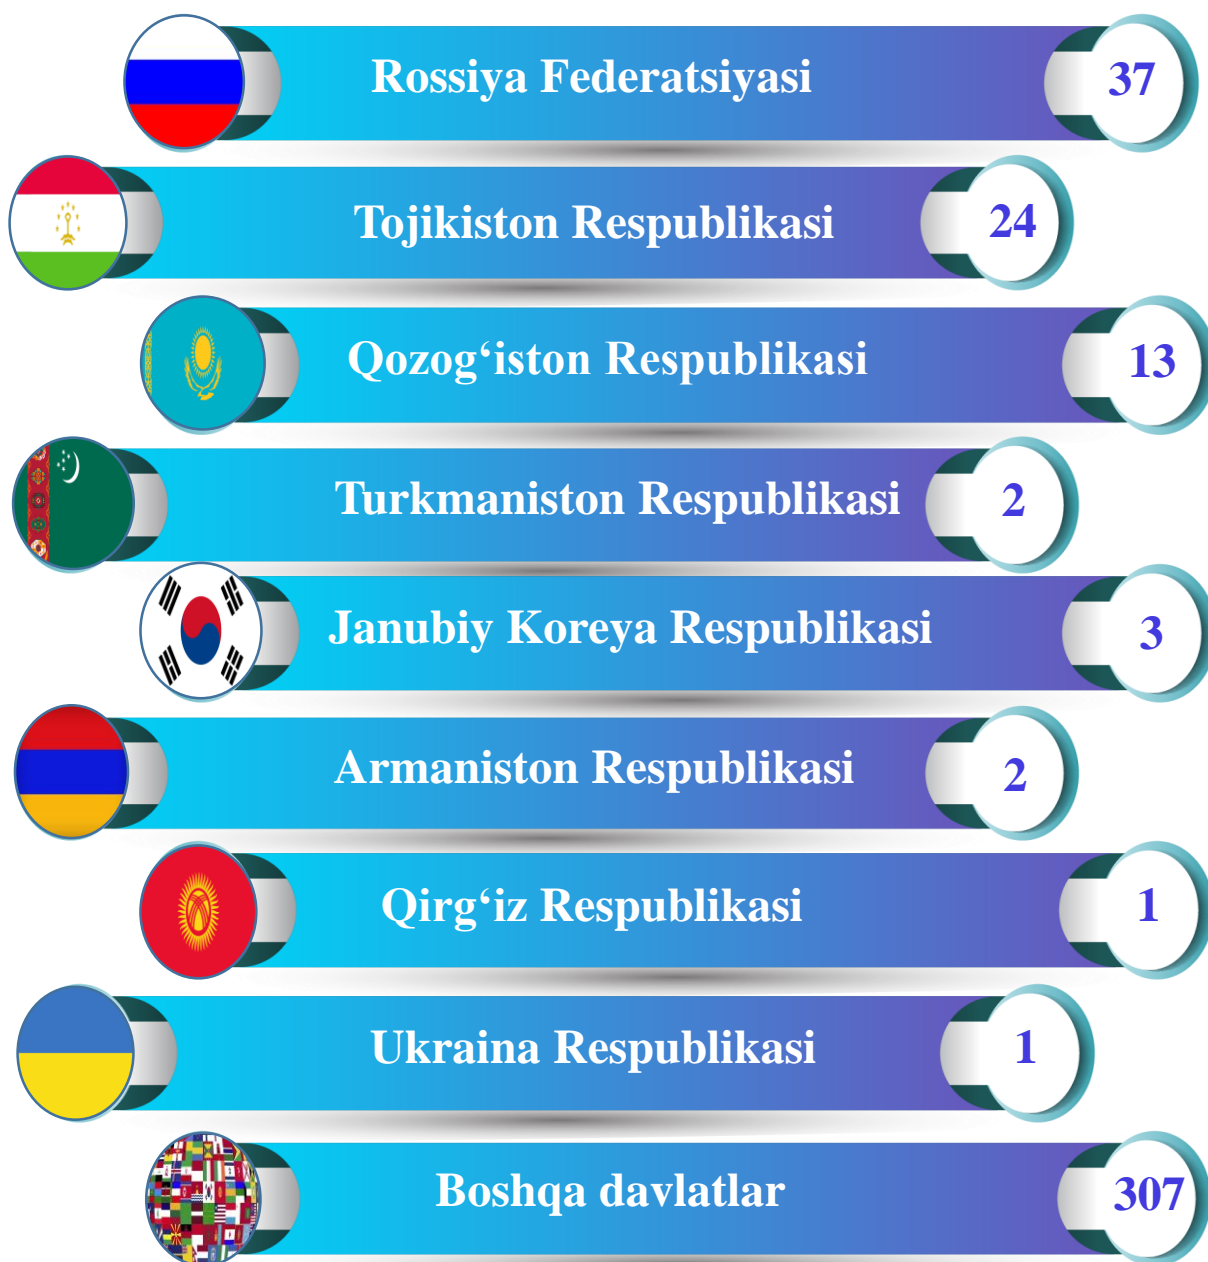 Rossiya Federatsiyasi 37
Tojikiston Respublikasi 24
Qozog‘iston Respublikasi 13
Turkmaniston Respublikasi 2
Janubiy Koreya Respublikasi 3
Armaniston Respublikasi 2
Qirg‘iz Respublikasi 1
Ukraina Respublikasi 1
Boshqa davlatlar 307